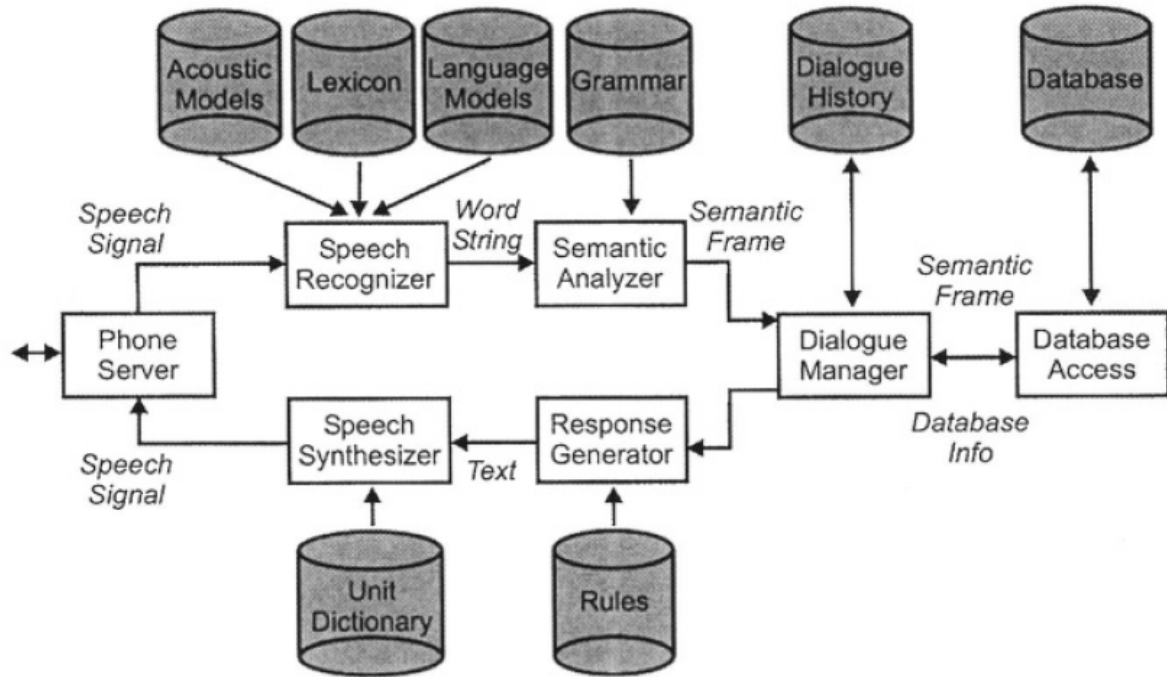 Acoustic
Models
Lexicon
Language
Models
Grammar
Dialogue
History
Database
Speech
Signal
Word
String
Semantic
Frame
Speech
Recognizer
Semantic
Analyzer
Semantic
Frame
Phone
Server
Dialogue
Manager
Database
Access
Speech
Synthesizer
Response
Generator
Database
Info
Speech
Signal
Text
Unit
Dictionary
Rules